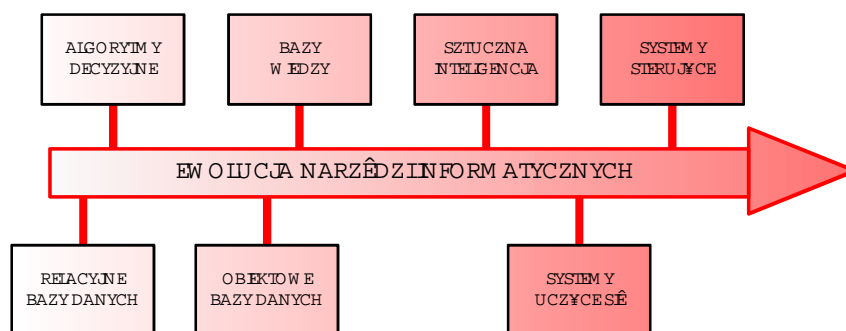 ALGORYTMY
DECYZYJNE
BAZY
WIEDZY
SZTUCZNA
INTELIGENCJA
SYSTEMY
STERUJ¥CE
EWOLUCJA NARZÊDZI INFORMATYCZNYCH
RELACYJNE
BAZY DANYCH
OBIEKTOWE
BAZY DANYCH
SYSTEMY
UCZ¥CE SIÊ